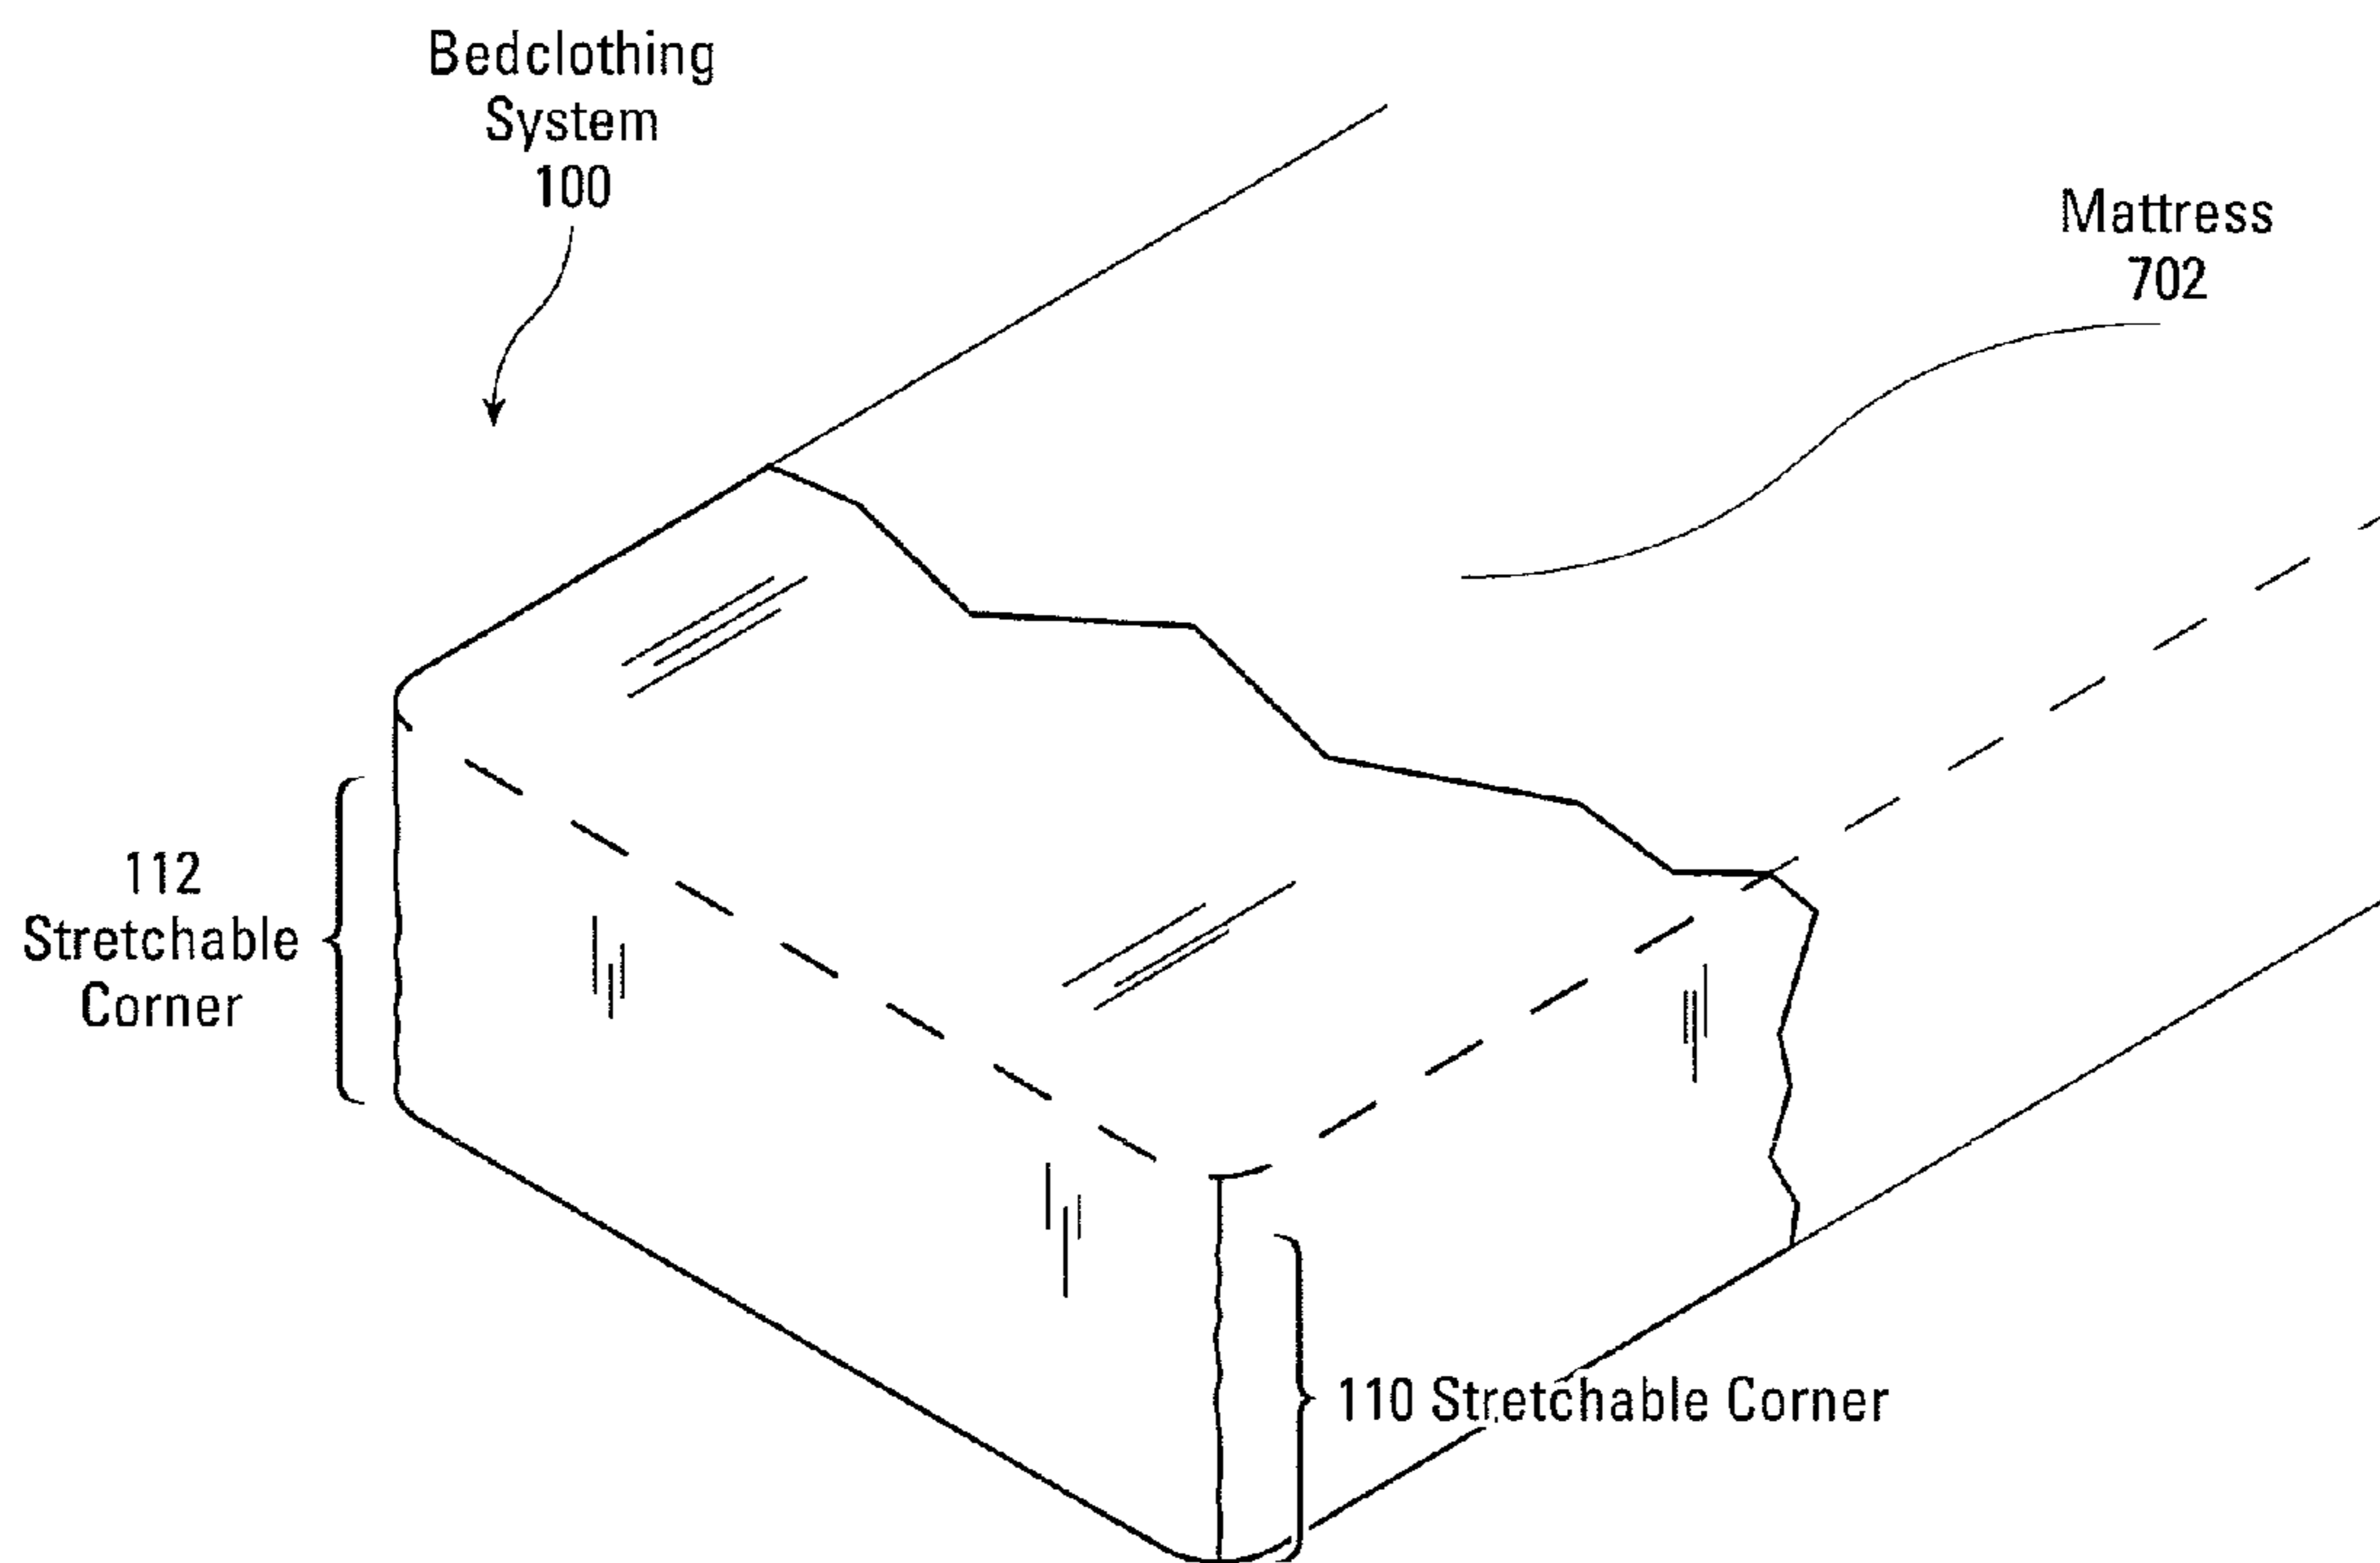 Bedclothing
System
100
Mattress
702
112
Stretchable
Corner
110 Stretchable Corner